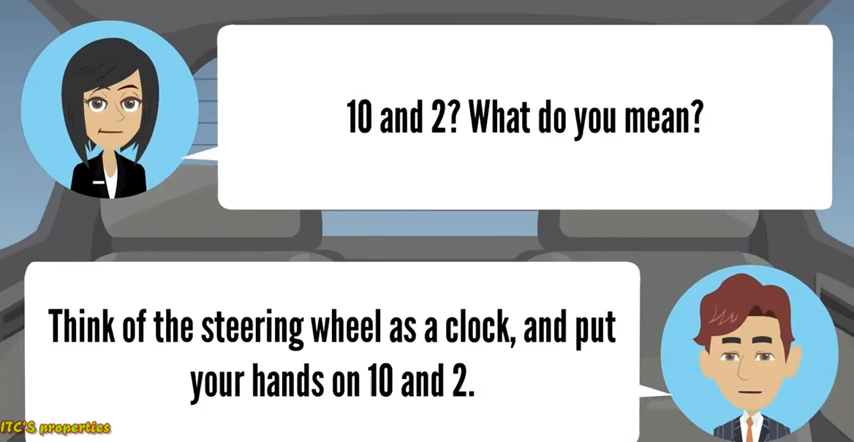 10 and 2? What do you mean?
Think of the steering wheel as a clock, and put
your hands on 10 and 2.
ITC'S properties